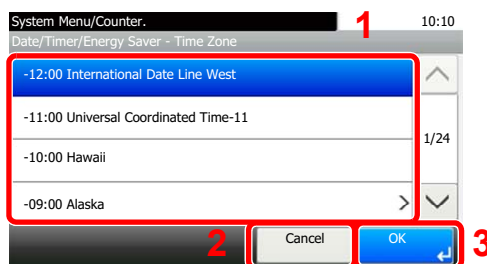 System Menu/Counter. 1 10:10
Date/Timer/Energy Saver - Time Zone
-12:00 International Date Line West
-11:00 Universal Coordinated Time-11
1/24
-10:00 Hawaii
-09:00 Alaska
2 Cancel OK 3